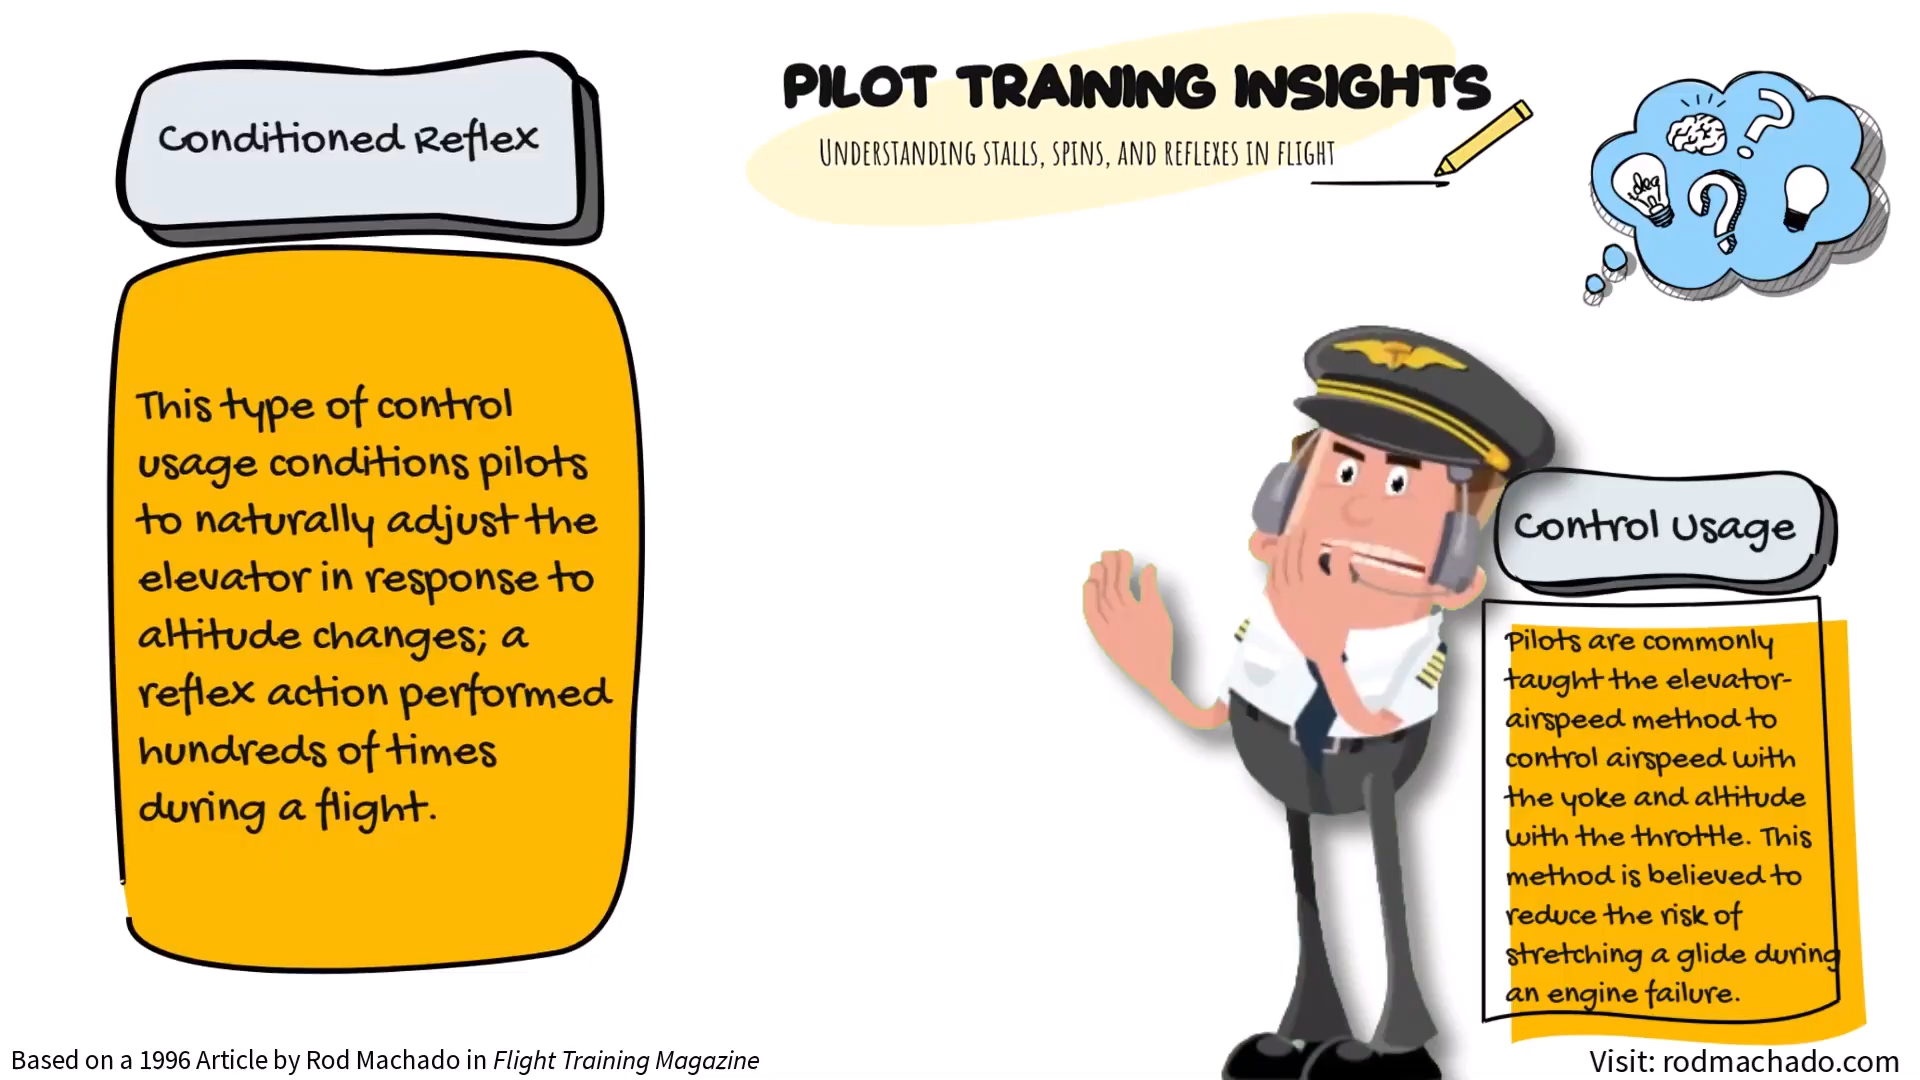 Conditioned Reflex
This type of control
usage conditions pilots
to naturally adjust the
elevator in response to
altitude changes; a
reflex action performed
hundreds of times
during a flight.
PILOT TRAINING INSIGHTS
UNDERSTANDING STALLS, SPINS, AND REFLEXES IN FLIGHT
idea
Control Usage
Pilots are commonly
taught the elevator-
airspeed method to
control airspeed with
the yoke and altitude
with the throttle. This
method is believed to
reduce the risk of
stretching a glide during
an engine failure.
Based on a 1996 Article by Rod Machado in Flight Training Magazine
Visit: rodmachado.com